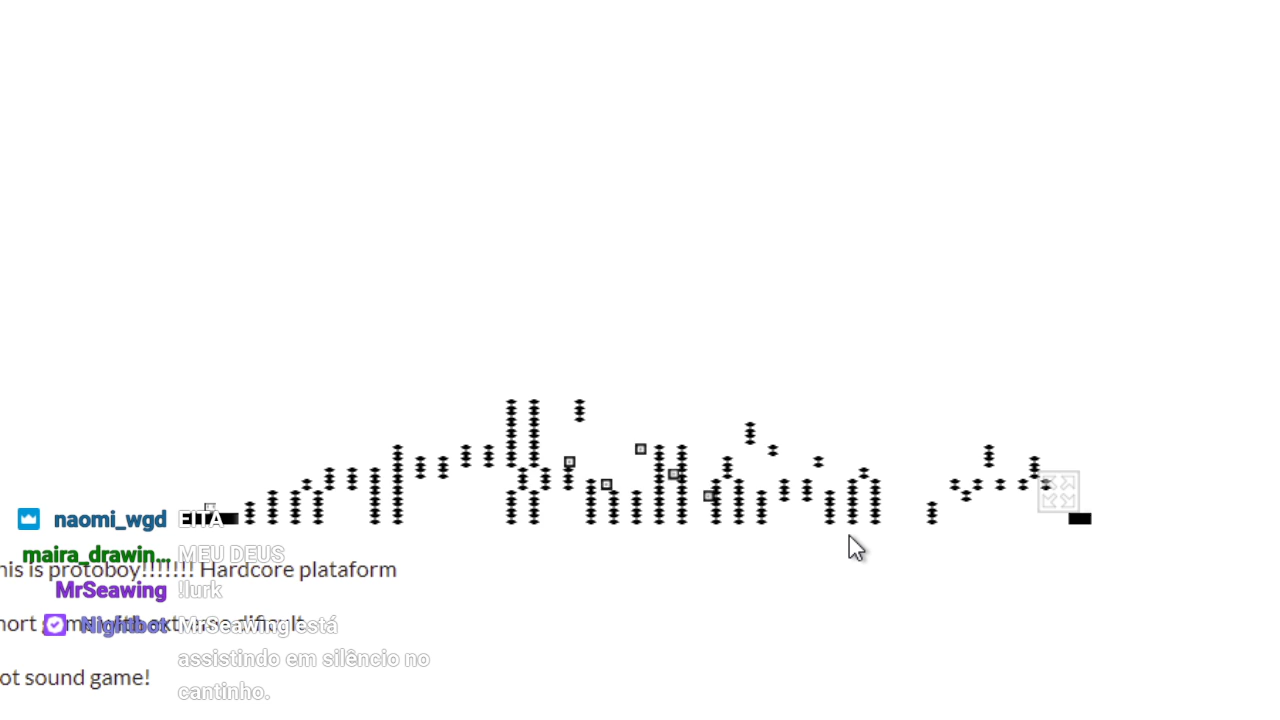 naomi_wgd EITA
maira_drawin... MEU DEUS
his is protoboy!!!!!!! Hardcore plataform
MrSeawing !lurk
Nightbot MrSeawing está
assistindo em silêncio no
cantinho.
ot sound game!